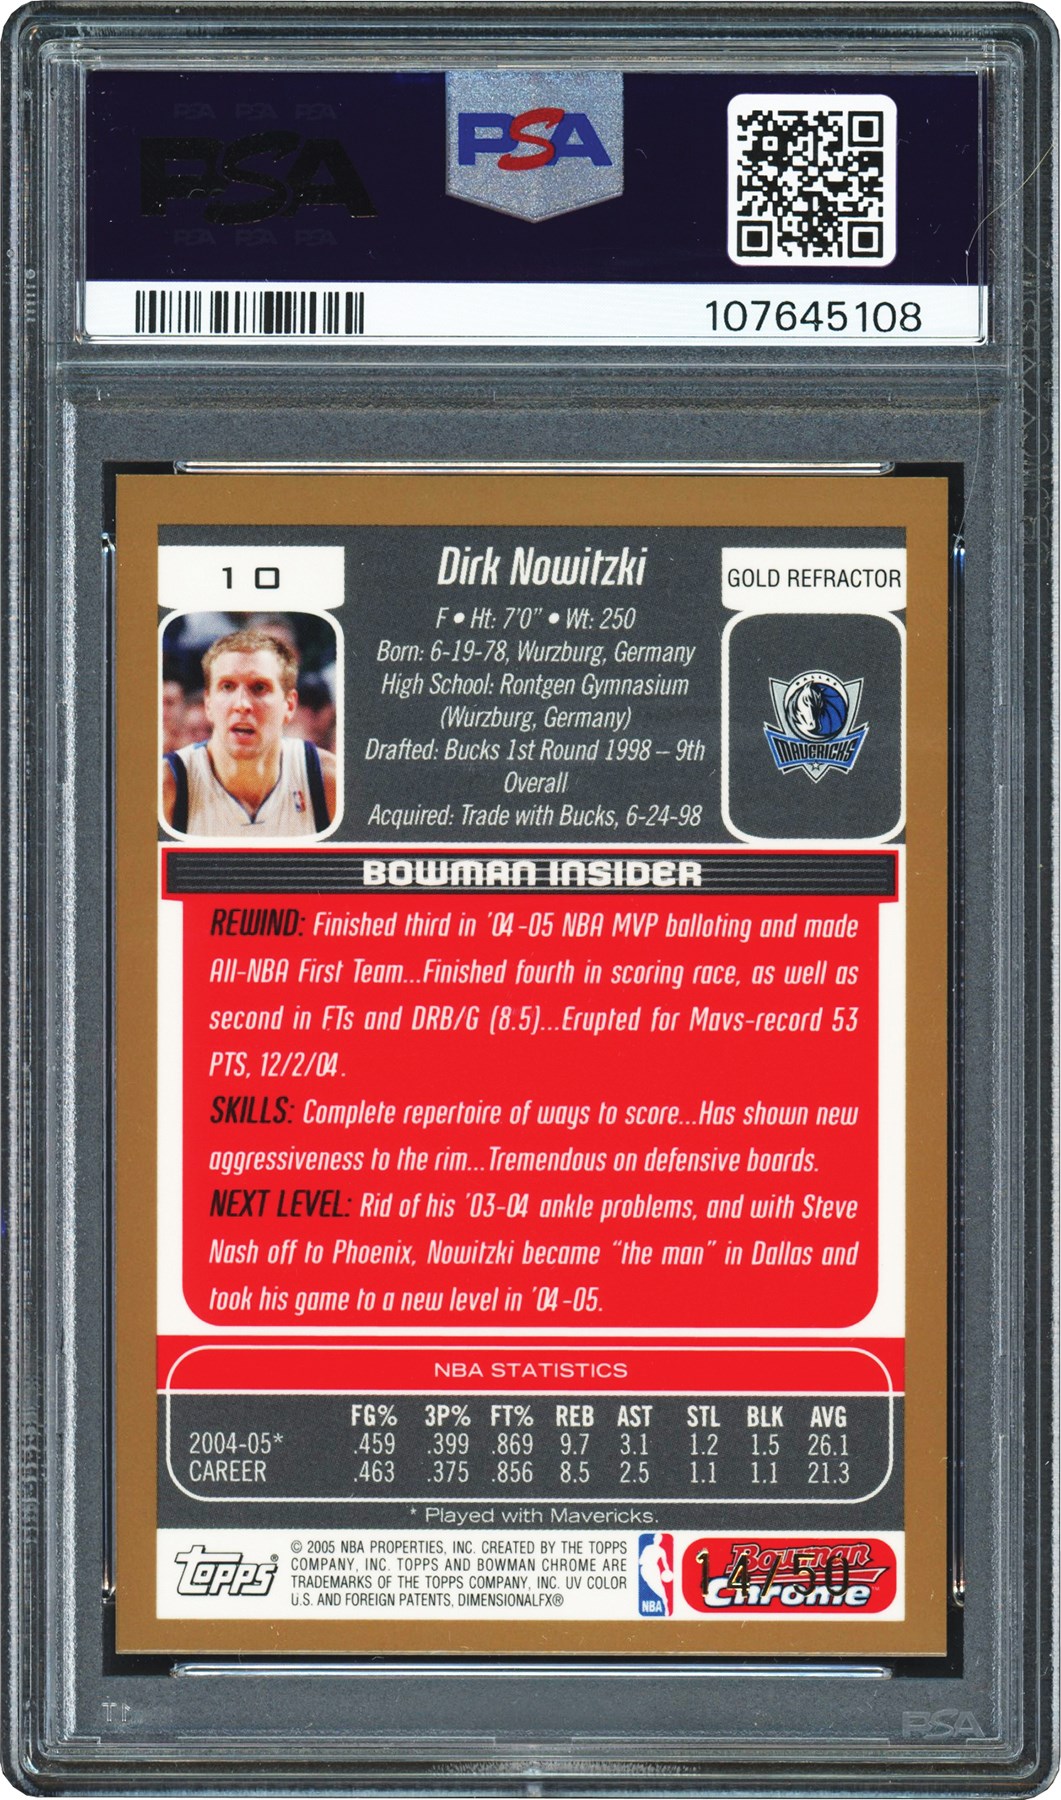 PSA PSA PSA
PSA
PSA PSA PSA
PSA
107645108
10
Dirk Nowitzki
GOLD REFRACTOR
F • Ht: 7'0" • Wt: 250
Born: 6-19-78, Wurzburg, Germany
High School: Rontgen Gymnasium
(Wurzburg, Germany)
Drafted: Bucks 1st Round 1998 – 9th
Overall
Acquired: Trade with Bucks, 6-24-98
MAVERICKS
BOWMAN INSIDER
REWIND: Finished third in '04-05 NBA MVP balloting and made
All-NBA First Team...Finished fourth in scoring race, as well as
second in FTs and DRB/G (8.5)...Erupted for Mavs-record 53
PTS, 12/2/04.
SKILLS: Complete repertoire of ways to score...Has shown new
aggressiveness to the rim...Tremendous on defensive boards.
NEXT LEVEL: Rid of his '03-04 ankle problems, and with Steve
Nash off to Phoenix, Nowitzki became "the man" in Dallas and
took his game to a new level in '04-05.
NBA STATISTICS
FG% 3P% FT% REB AST STL BLK AVG
2004-05* .459 .399 .869 9.7 3.1 1.2 1.5 26.1
CAREER .463 .375 .856 8.5 2.5 1.1 1.1 21.3
* Played with Mavericks.
Topps®
© 2005 NBA PROPERTIES, INC. CREATED BY THE TOPPS
COMPANY, INC. TOPPS AND BOWMAN CHROME ARE
TRADEMARKS OF THE TOPPS COMPANY, INC. UV COLOR
U.S. AND FOREIGN PATENTS, DIMENSIONALFX®
NBA
Bowman
Chrome™
14/50
PSA